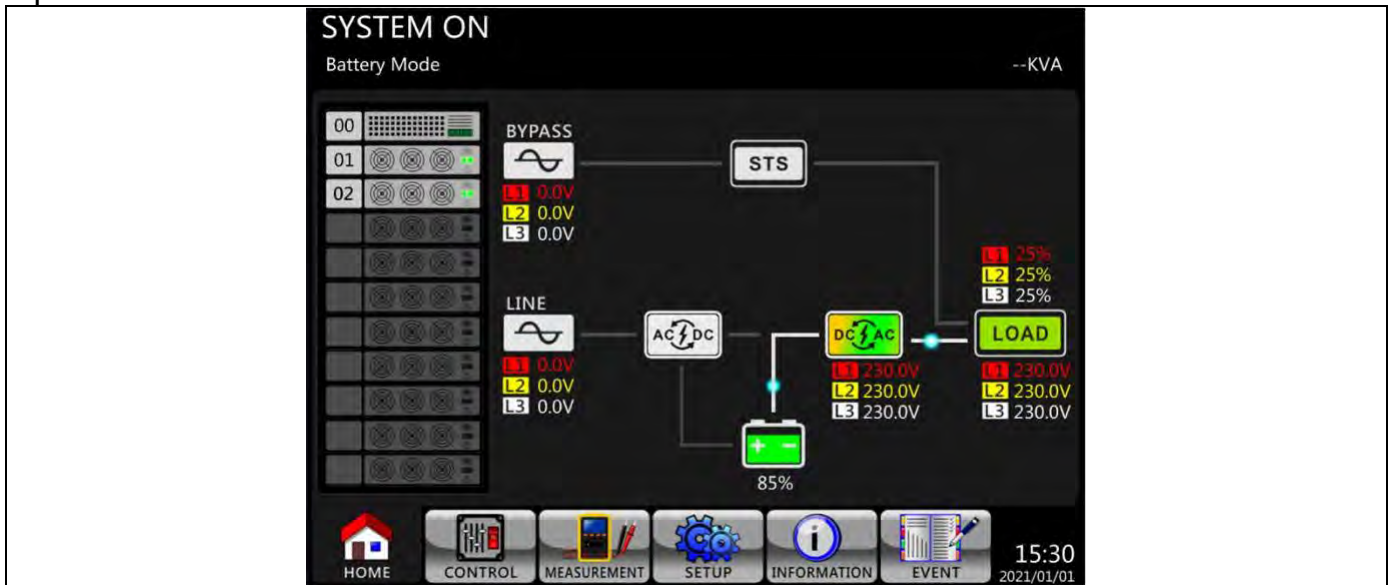 SYSTEM ON
Battery Mode
--KVA
00
01
02
BYPASS
L1 0.0V
L2 0.0V
L3 0.0V
STS
LINE
L1 0.0V
L2 0.0V
L3 0.0V
AC DC
+ -
85%
DC AC
L1 230.0V
L2 230.0V
L3 230.0V
L1 25%
L2 25%
L3 25%
LOAD
L1 230.0V
L2 230.0V
L3 230.0V
HOME
CONTROL
MEASUREMENT
SETUP
INFORMATION
EVENT
15:30
2021/01/01